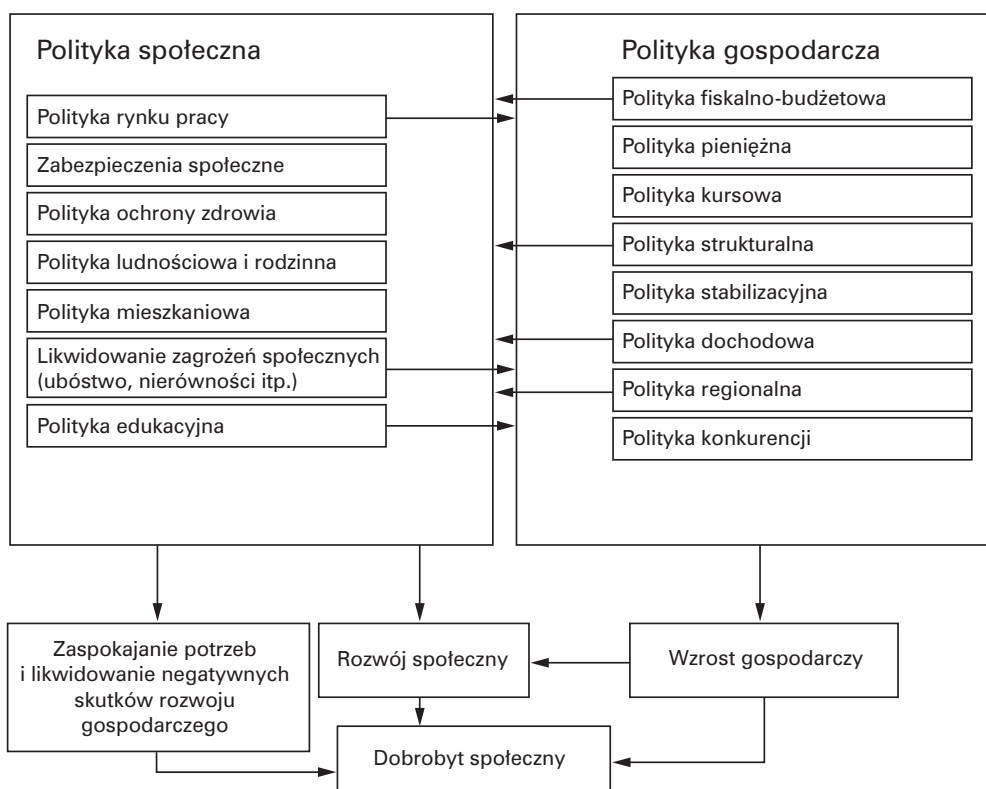 Polityka społeczna
Polityka rynku pracy
Zabezpieczenia społeczne
Polityka ochrony zdrowia
Polityka ludnościowa i rodzinna
Polityka mieszkaniowa
Likwidowanie zagrożeń społecznych
(ubóstwo, nierówności itp.)
Polityka edukacyjna
Polityka gospodarcza
Polityka fiskalno-budżetowa
Polityka pieniężna
Polityka kursowa
Polityka strukturalna
Polityka stabilizacyjna
Polityka dochodowa
Polityka regionalna
Polityka konkurencji
Zaspokajanie potrzeb
i likwidowanie negatywnych
skutków rozwoju
gospodarczego
Rozwój społeczny
Wzrost gospodarczy
Dobrobyt społeczny